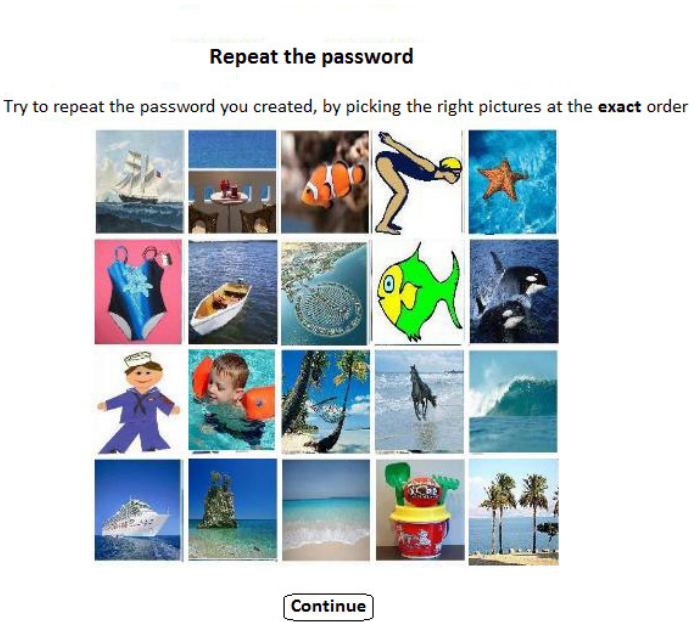 Repeat the password
Try to repeat the password you created, by picking the right pictures at the exact order
Continue